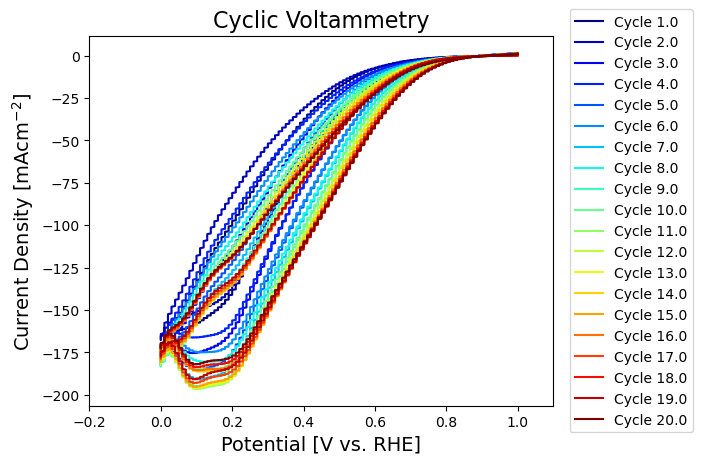 Cyclic Voltammetry
Current Density [mAcm⁻²]
0
−25
−50
−75
−100
−125
−150
−175
−200
−0.2
0.0
0.2
0.4
0.6
0.8
1.0
Potential [V vs. RHE]
Cycle 1.0
Cycle 2.0
Cycle 3.0
Cycle 4.0
Cycle 5.0
Cycle 6.0
Cycle 7.0
Cycle 8.0
Cycle 9.0
Cycle 10.0
Cycle 11.0
Cycle 12.0
Cycle 13.0
Cycle 14.0
Cycle 15.0
Cycle 16.0
Cycle 17.0
Cycle 18.0
Cycle 19.0
Cycle 20.0